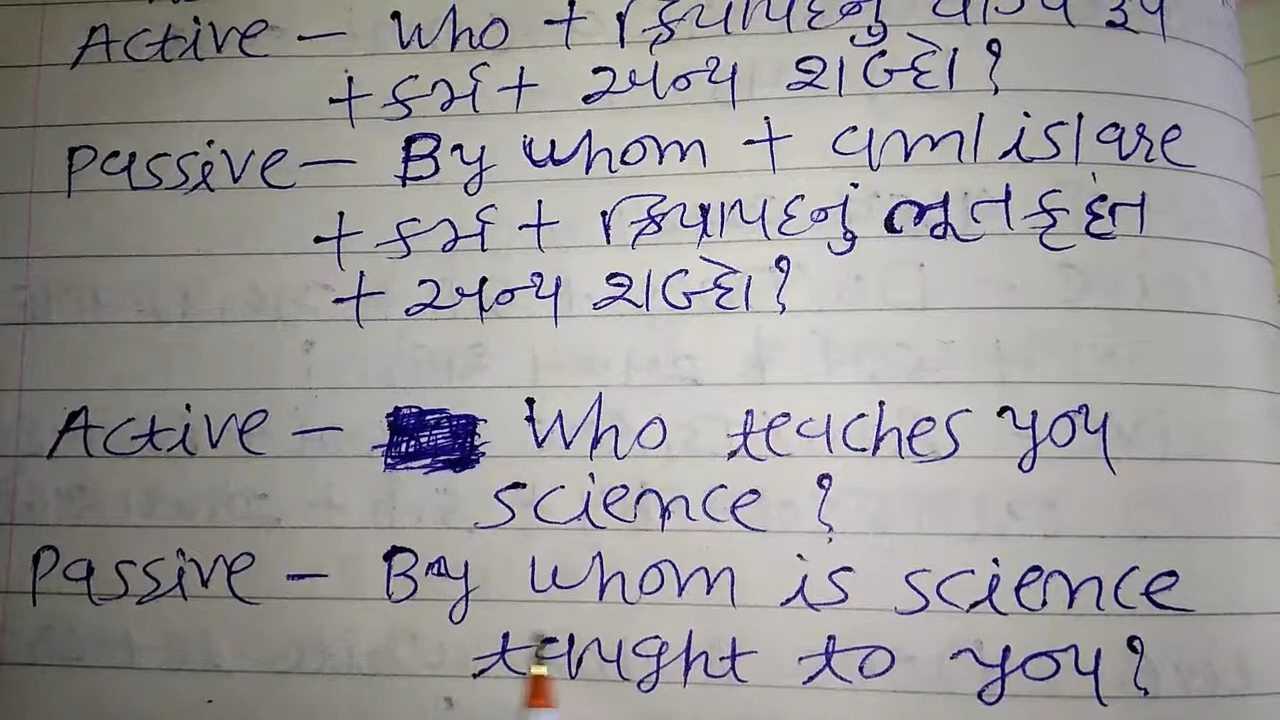 Active - Who + ક્રિયાપદનું યોગ્ય રૂપ
+ કર્મ + અન્ય શબ્દો?
Passive - By whom + am/is/are
+ કર્મ + ક્રિયાપદનું ભૂતકૃદંત
+ અન્ય શબ્દો?
Active - Who teaches you
science?
Passive - By whom is science
taught to you?